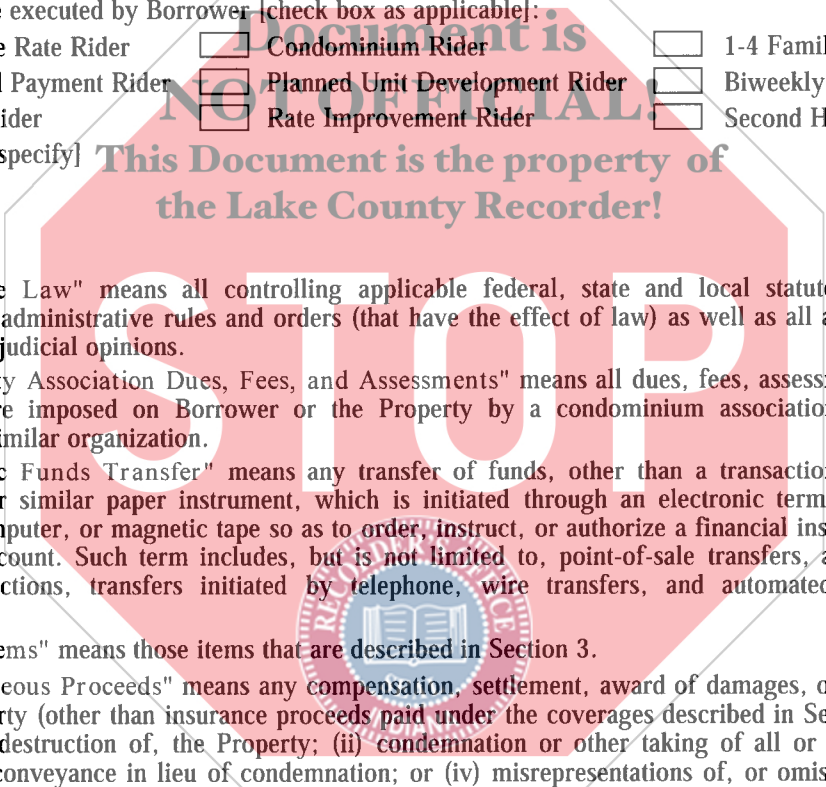 executed by Borrower [check box as applicable]:
Document is
Rate Rider Condominium Rider 1-4 Famil
Payment Rider Planned Unit Development Rider Biweekly
NOT OFFICIAL!
ider Rate Improvement Rider Second H
specify]
This Document is the property of
the Lake County Recorder!
STOP
e Law" means all controlling applicable federal, state and local statut
administrative rules and orders (that have the effect of law) as well as all a
judicial opinions.
y Association Dues, Fees, and Assessments" means all dues, fees, assess
re imposed on Borrower or the Property by a condominium associatio
imilar organization.
c Funds Transfer" means any transfer of funds, other than a transactio
r similar paper instrument, which is initiated through an electronic term
puter, or magnetic tape so as to order, instruct, or authorize a financial ins
count. Such term includes, but is not limited to, point-of-sale transfers, a
ctions, transfers initiated by telephone, wire transfers, and automated
ems" means those items that are described in Section 3.
eous Proceeds" means any compensation, settlement, award of damages, o
rty (other than insurance proceeds paid under the coverages described in Se
destruction of, the Property; (ii) condemnation or other taking of all or
conveyance in lieu of condemnation; or (iv) misrepresentations of, or omis
RECORDER'S OFFICE
SEAL
INDIANA